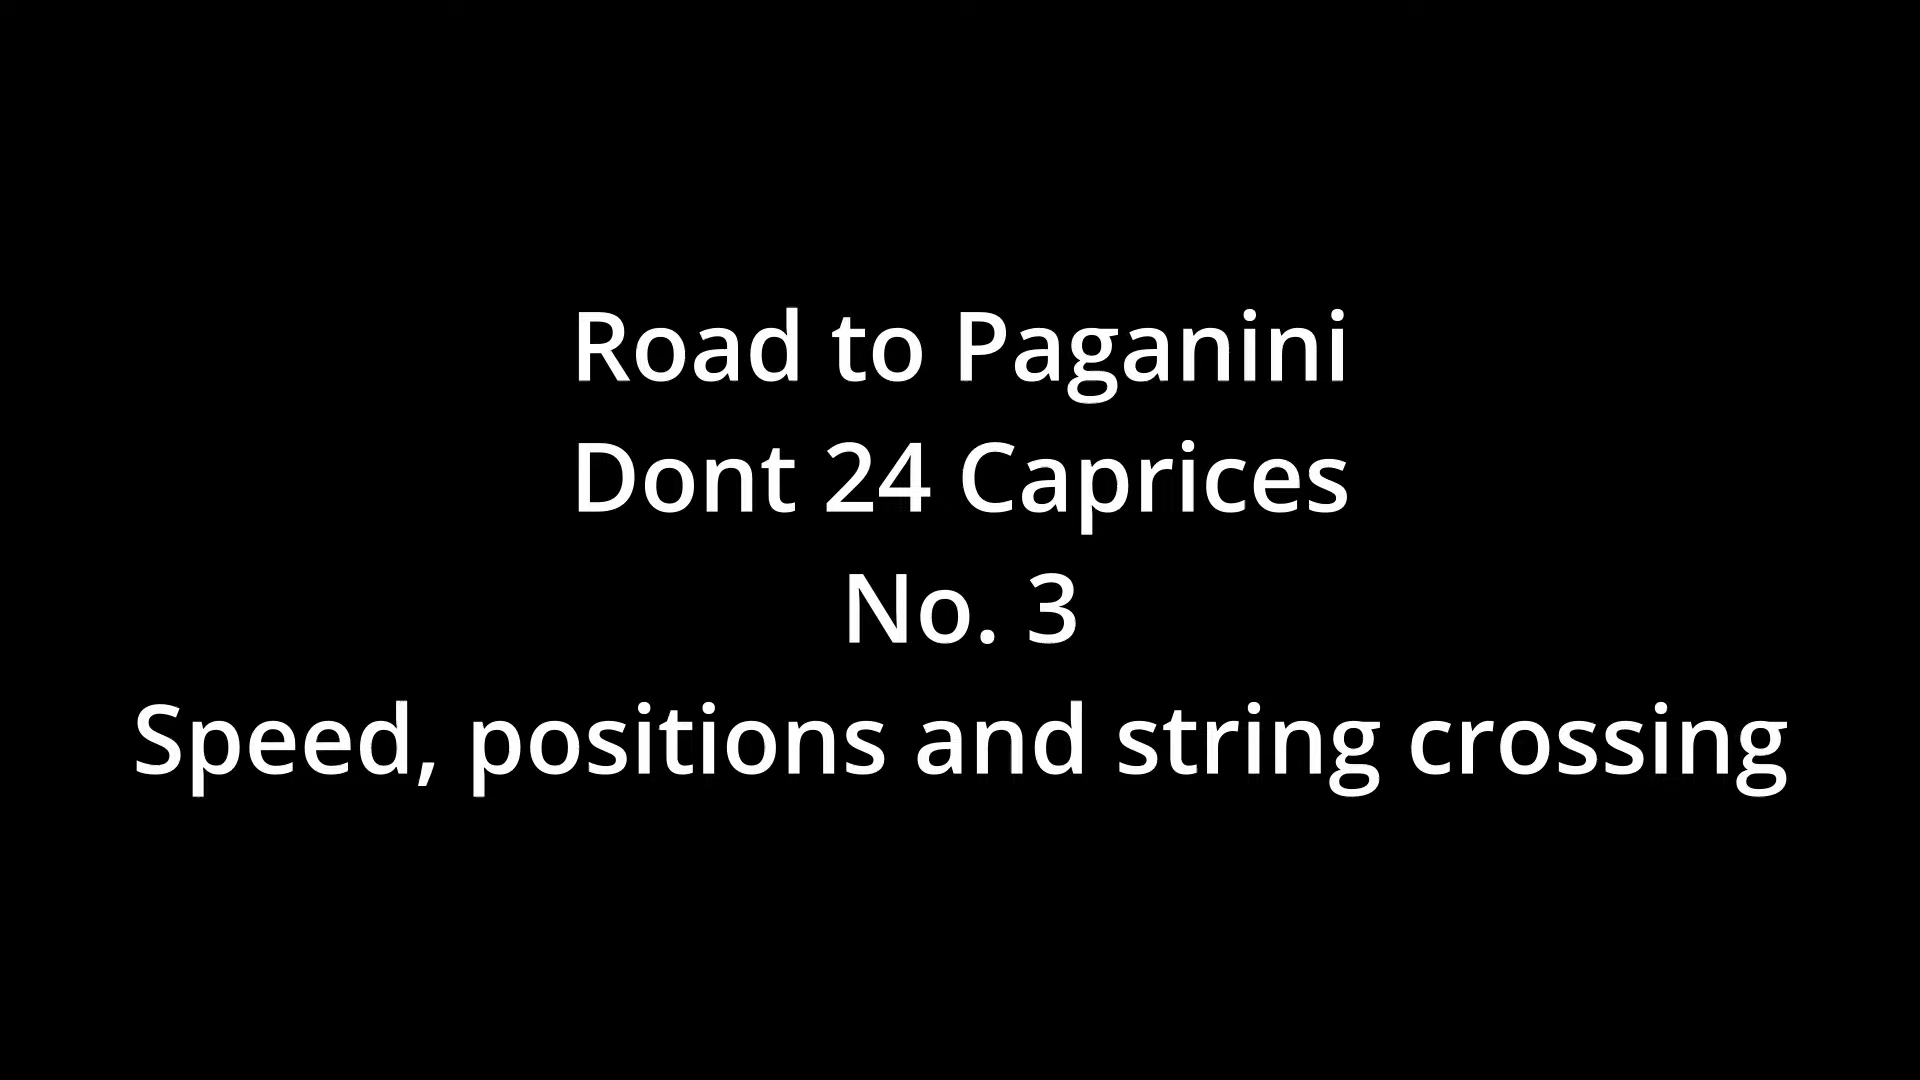 Road to Paganini
Dont 24 Caprices
No. 3
Speed, positions and string crossing